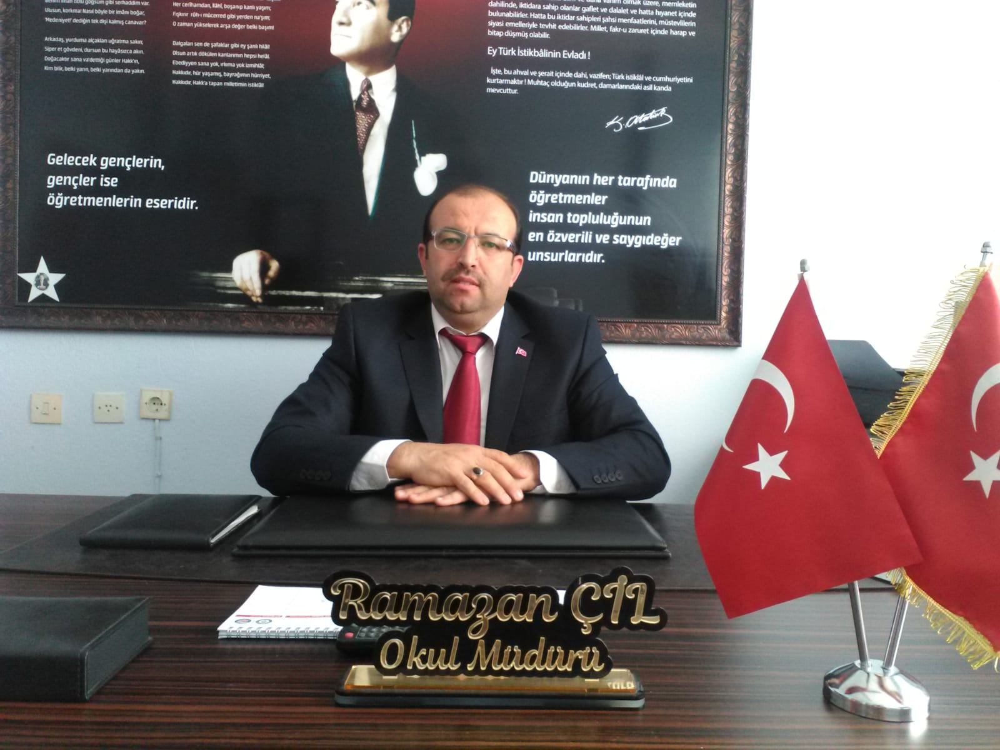 Benim iman dolu göğsüm gibi serhaddim var.
Ulusun, korkma! Nasıl böyle bir imânı boğar,
'Medeniyet!' dediğin tek dişi kalmış canavar?
Arkadaş, yurduma alçakları uğratma sakın;
Siper et gövdeni, dursun bu hayâsızca akın.
Doğacaktır sana va'dettiği günler Hakk'ın,
Kim bilir, belki yarın, belki yarından da yakın.
Her cerîhamdan, İlâhî, boşanıp kanlı yaşım;
Fışkırır rûh-ı mücerred gibi yerden na'şım;
O zaman yükselerek arşa değer belki başım!
Dalgalan sen de şafaklar gibi ey şanlı hilâl!
Olsun artık dökülen kanlarımın hepsi helâl.
Ebediyyen sana yok, ırkıma yok izmihlâl;
Hakkıdır, hür yaşamış, bayrağımın hürriyet,
Hakkıdır, Hakk'a tapan milletimin istiklâl!
daha vahim olmak üzere, memleketin
dahilinde, iktidara sahip olanlar gaflet ve dalalet ve hatta hıyanet içinde
bulunabilirler. Hatta bu iktidar sahipleri şahsi menfaatlerini, müstevlilerin
siyasi emelleriyle tevhit edebilirler. Millet, fakr-u zaruret içinde harap ve
bitap düşmüş olabilir.
Ey Türk İstikbâlinin Evladı !
İşte, bu ahval ve şerait içinde dahi, vazifen; Türk istiklâl ve cumhuriyetini
kurtarmaktır ! Muhtaç olduğun kudret, damarlarındaki asil kanda
mevcuttur.
K. Atatürk
Gelecek gençlerin,
gençler ise
öğretmenlerin eseridir.
Dünyanın her tarafında
öğretmenler
insan topluluğunun
en özverili ve saygıdeğer
unsurlarıdır.
Ramazan ÇİL
Okul Müdürü